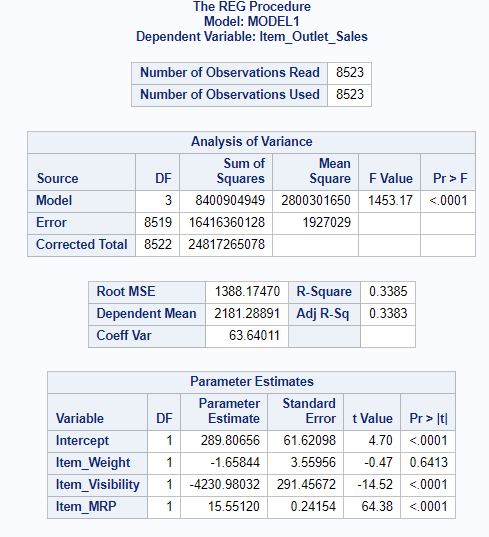 The REG Procedure
Model: MODEL1
Dependent Variable: Item_Outlet_Sales
Number of Observations Read 8523
Number of Observations Used 8523
Analysis of Variance
Source DF Sum of Squares Mean Square F Value Pr > F
Model 3 8400904949 2800301650 1453.17 <.0001
Error 8519 16416360128 1927029
Corrected Total 8522 24817265078
Root MSE 1388.17470 R-Square 0.3385
Dependent Mean 2181.28891 Adj R-Sq 0.3383
Coeff Var 63.64011
Parameter Estimates
Variable DF Parameter Estimate Standard Error t Value Pr > |t|
Intercept 1 289.80656 61.62098 4.70 <.0001
Item_Weight 1 -1.65844 3.55956 -0.47 0.6413
Item_Visibility 1 -4230.98032 291.45672 -14.52 <.0001
Item_MRP 1 15.55120 0.24154 64.38 <.0001